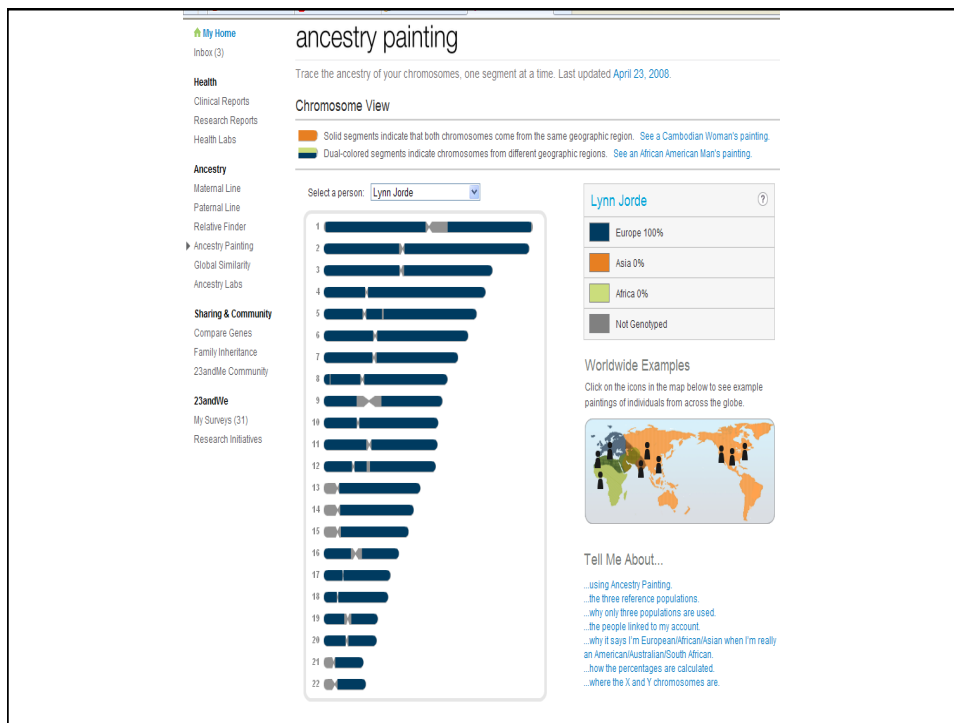 My Home
Inbox (3)
Health
Clinical Reports
Research Reports
Health Labs
Ancestry
Maternal Line
Paternal Line
Relative Finder
Ancestry Painting
Global Similarity
Ancestry Labs
Sharing & Community
Compare Genes
Family Inheritance
23andMe Community
23andWe
My Surveys (31)
Research Initiatives
ancestry painting
Trace the ancestry of your chromosomes, one segment at a time. Last updated April 23, 2008.
Chromosome View
Solid segments indicate that both chromosomes come from the same geographic region. See a Cambodian Woman's painting.
Dual-colored segments indicate chromosomes from different geographic regions. See an African American Man's painting.
Select a person: Lynn Jorde
1
2
3
4
5
6
7
8
9
10
11
12
13
14
15
16
17
18
19
20
21
22
Lynn Jorde ?
Europe 100%
Asia 0%
Africa 0%
Not Genotyped
Worldwide Examples
Click on the icons in the map below to see example
paintings of individuals from across the globe.
Tell Me About...
...using Ancestry Painting.
...the three reference populations.
...why only three populations are used.
...the people linked to my account.
...why it says I'm European/African/Asian when I'm really
an American/Australian/South African.
...how the percentages are calculated.
...where the X and Y chromosomes are.